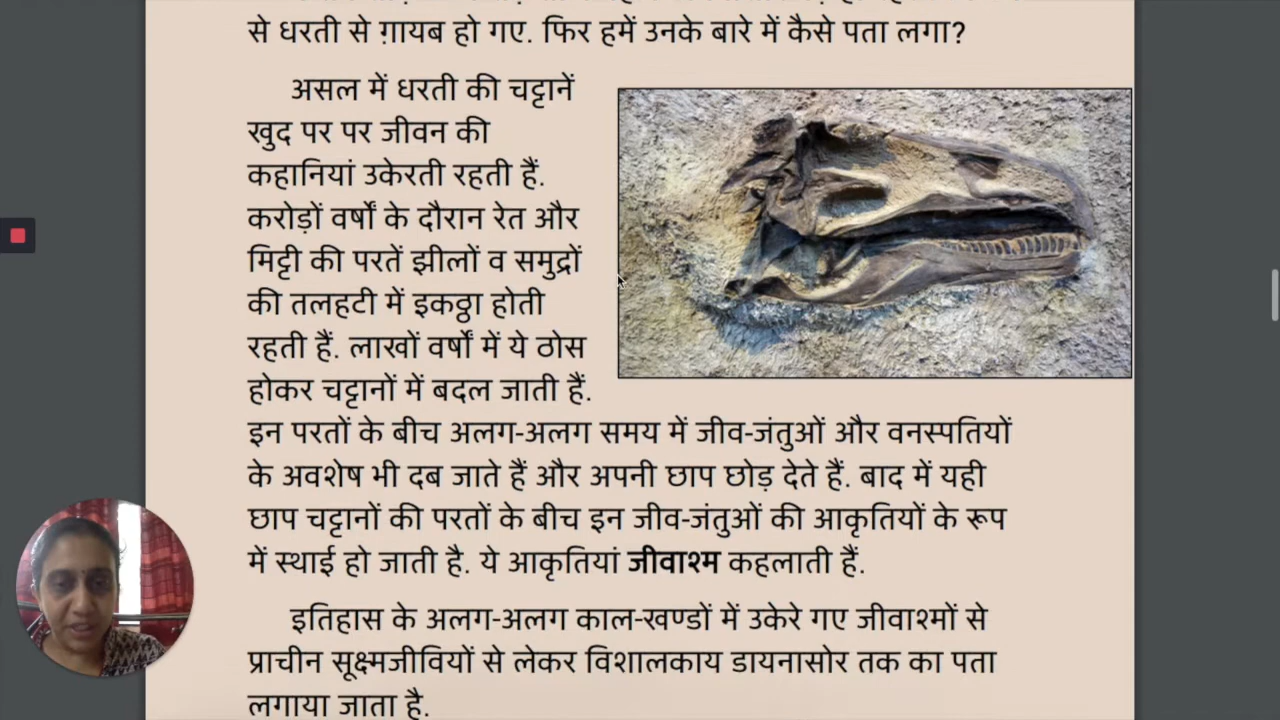 से धरती से ग़ायब हो गए. फिर हमें उनके बारे में कैसे पता लगा?
असल में धरती की चट्टानें
खुद पर पर जीवन की
कहानियां उकेरती रहती हैं.
करोड़ों वर्षों के दौरान रेत और
मिट्टी की परतें झीलों व समुद्रों
की तलहटी में इकठ्ठा होती
रहती हैं. लाखों वर्षों में ये ठोस
होकर चट्टानों में बदल जाती हैं.
इन परतों के बीच अलग-अलग समय में जीव-जंतुओं और वनस्पतियों
के अवशेष भी दब जाते हैं और अपनी छाप छोड़ देते हैं. बाद में यही
छाप चट्टानों की परतों के बीच इन जीव-जंतुओं की आकृतियों के रूप
में स्थाई हो जाती है. ये आकृतियां जीवाश्म कहलाती हैं.
इतिहास के अलग-अलग काल-खण्डों में उकेरे गए जीवाश्मों से
प्राचीन सूक्ष्मजीवियों से लेकर विशालकाय डायनासोर तक का पता
लगाया जाता है.